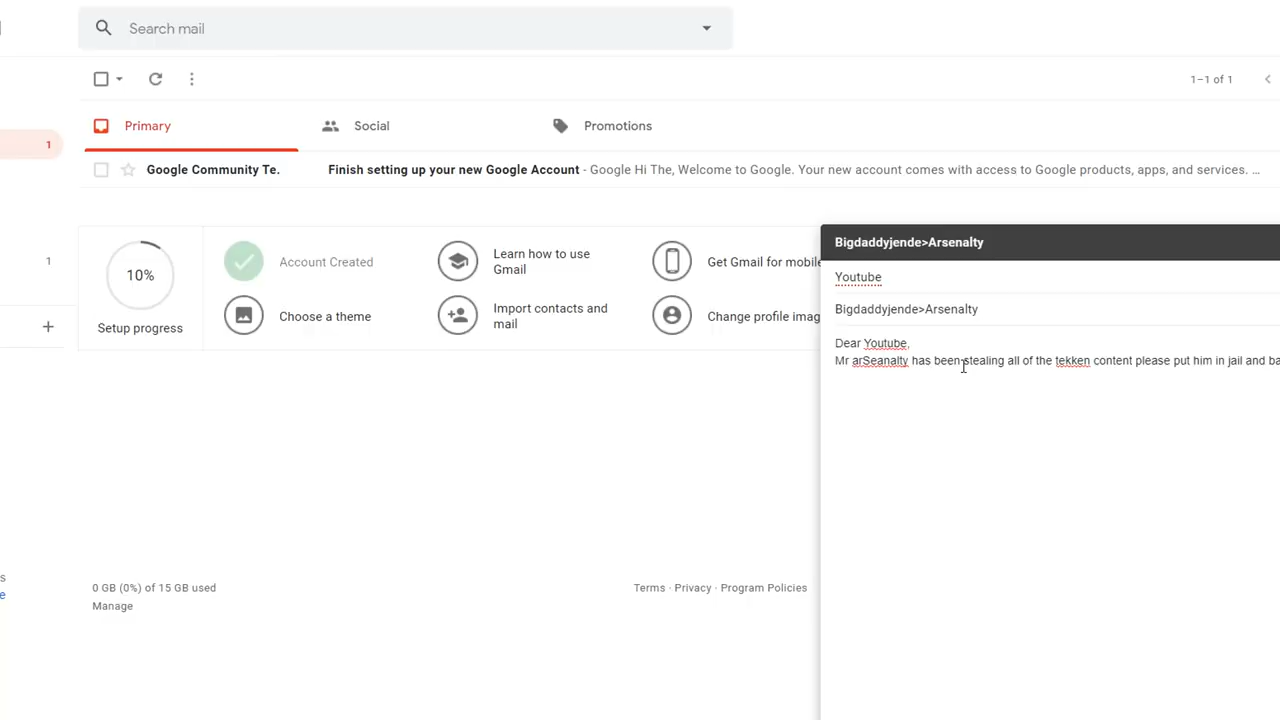 Search mail
1–1 of 1
Primary
Social
Promotions
1
Google Community Te.
Finish setting up your new Google Account - Google Hi The, Welcome to Google. Your new account comes with access to Google products, apps, and services. ...
1
10%
Setup progress
Account Created
Learn how to use
Gmail
Get Gmail for mobile
Choose a theme
Import contacts and
mail
Change profile imag
Bigdaddyjende>Arsenalty
Youtube
Bigdaddyjende>Arsenalty
Dear Youtube,
Mr arSeanalty has been stealing all of the tekken content please put him in jail and ba
0 GB (0%) of 15 GB used
Manage
Terms · Privacy · Program Policies
s
e